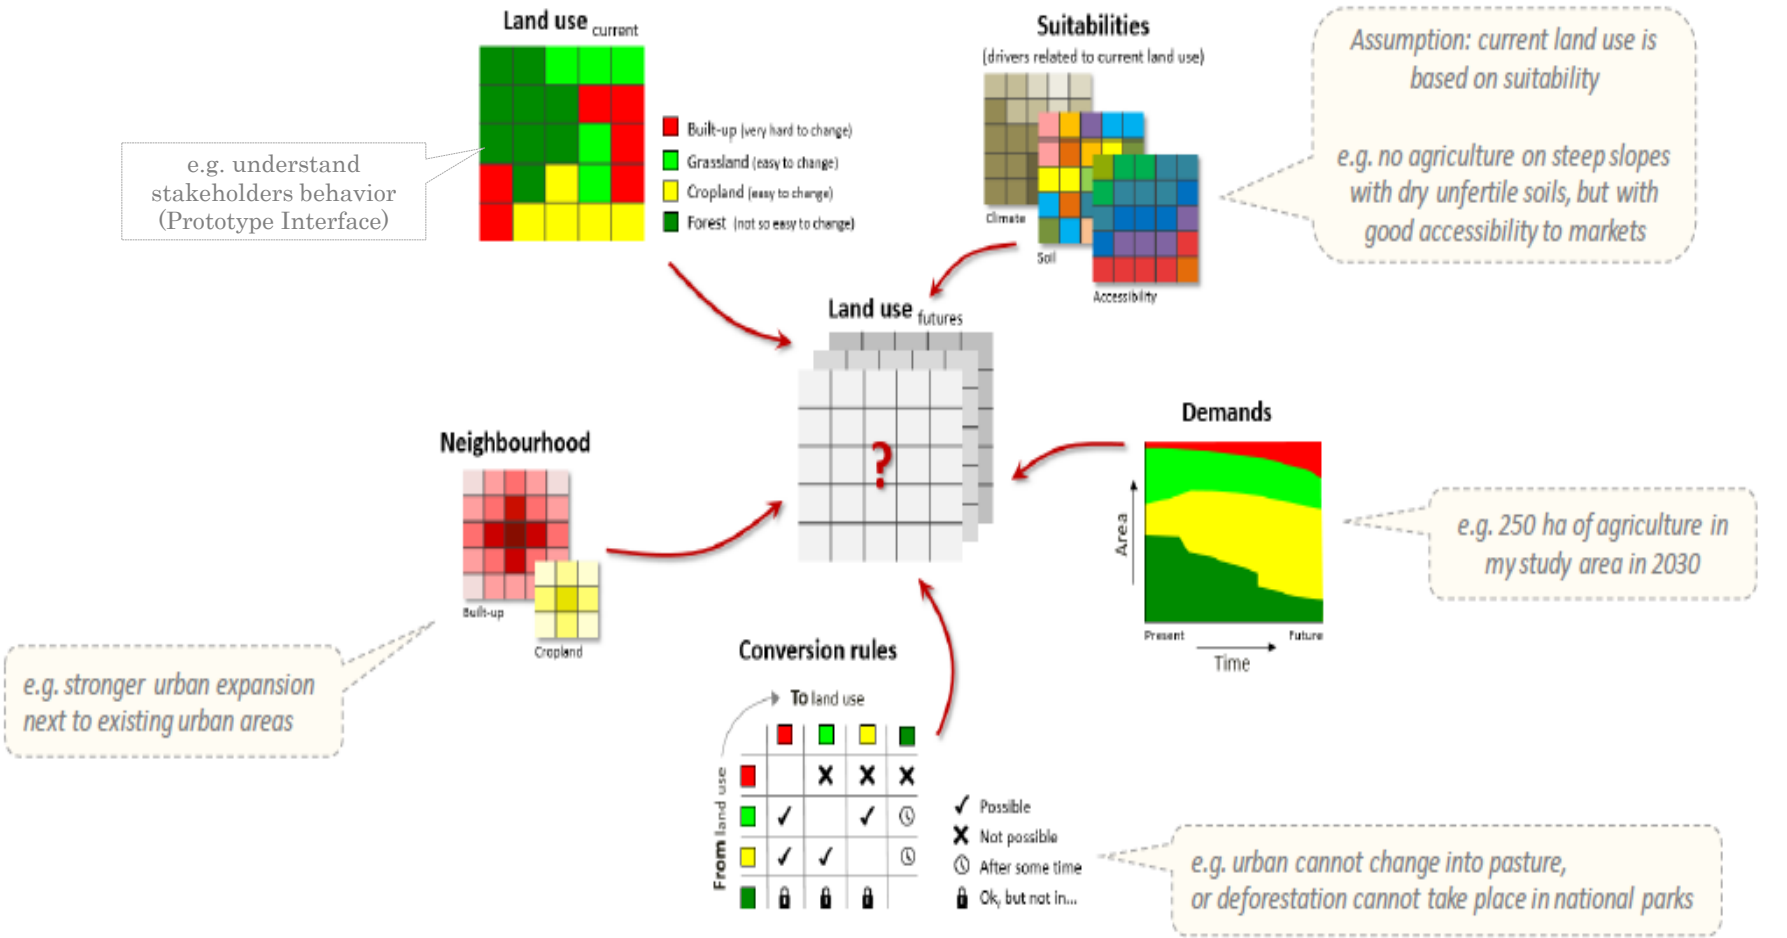 Land use current
Built-up (very hard to change)
Grassland (easy to change)
Cropland (easy to change)
Forest (not so easy to change)
e.g. understand
stakeholders behavior
(Prototype Interface)
Suitabilities
(drivers related to current land use)
Climate
Soil
Accessibility
Assumption: current land use is
based on suitability
e.g. no agriculture on steep slopes
with dry unfertile soils, but with
good accessibility to markets
Land use futures
?
Neighbourhood
Built-up
Cropland
e.g. stronger urban expansion
next to existing urban areas
Demands
Area
Present
Future
Time
e.g. 250 ha of agriculture in
my study area in 2030
Conversion rules
To land use
From land use
Possible
Not possible
After some time
Ok, but not in...
e.g. urban cannot change into pasture,
or deforestation cannot take place in national parks